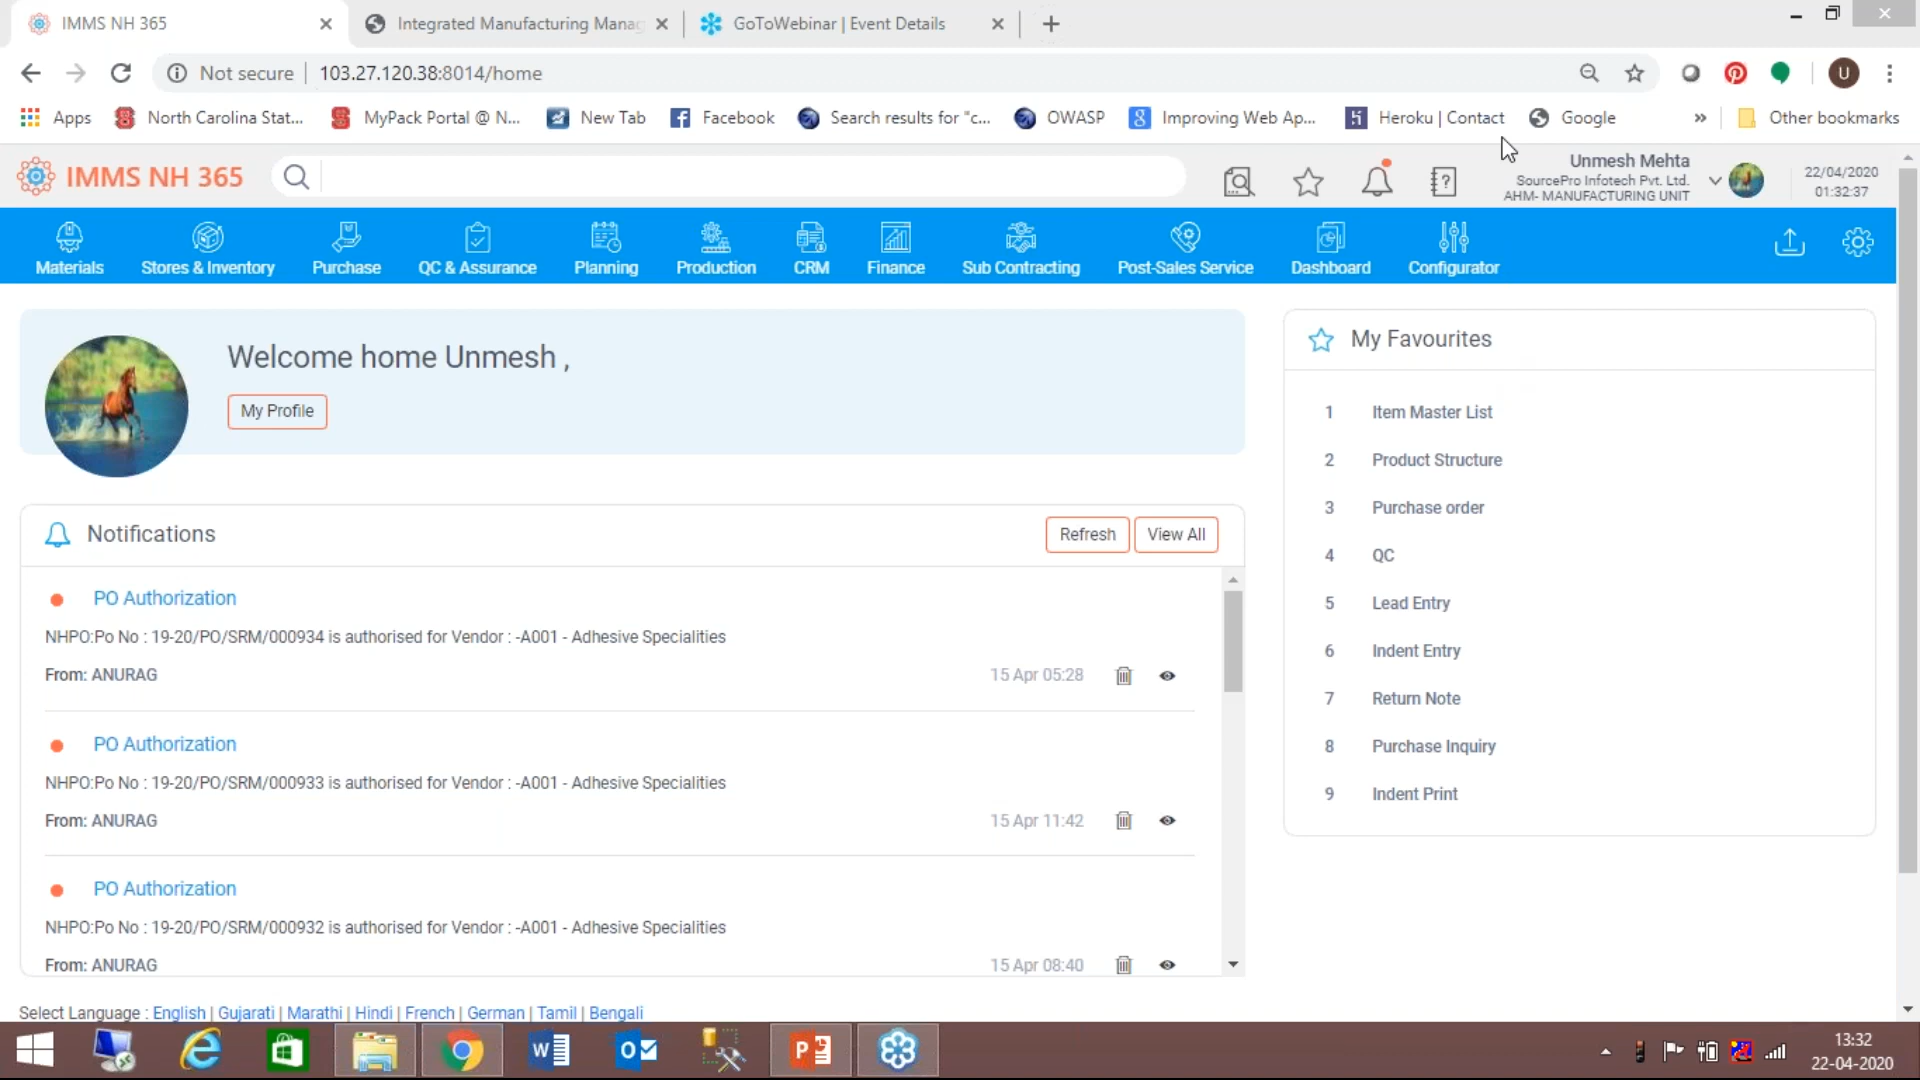 IMMS NH 365
Integrated Manufacturing Manag
GoToWebinar | Event Details
Not secure
103.27.120.38:8014/home
U
Apps
North Carolina Stat...
MyPack Portal @ N...
New Tab
Facebook
Search results for "c...
OWASP
Improving Web Ap...
Heroku | Contact
Google
»
Other bookmarks
IMMS NH 365
Unmesh Mehta
SourcePro Infotech Pvt. Ltd.
AHM- MANUFACTURING UNIT
22/04/2020
01:32:37
Materials
Stores & Inventory
Purchase
QC & Assurance
Planning
Production
CRM
Finance
Sub Contracting
Post-Sales Service
Dashboard
Configurator
Welcome home Unmesh ,
My Profile
My Favourites
1 Item Master List
2 Product Structure
3 Purchase order
4 QC
5 Lead Entry
6 Indent Entry
7 Return Note
8 Purchase Inquiry
9 Indent Print
Notifications
Refresh
View All
PO Authorization
NHPO:Po No : 19-20/PO/SRM/000934 is authorised for Vendor : -A001 - Adhesive Specialities
From: ANURAG
15 Apr 05:28
PO Authorization
NHPO:Po No : 19-20/PO/SRM/000933 is authorised for Vendor : -A001 - Adhesive Specialities
From: ANURAG
15 Apr 11:42
PO Authorization
NHPO:Po No : 19-20/PO/SRM/000932 is authorised for Vendor : -A001 - Adhesive Specialities
From: ANURAG
15 Apr 08:40
Select Language : English | Gujarati | Marathi | Hindi | French | German | Tamil | Bengali
13:32
22-04-2020